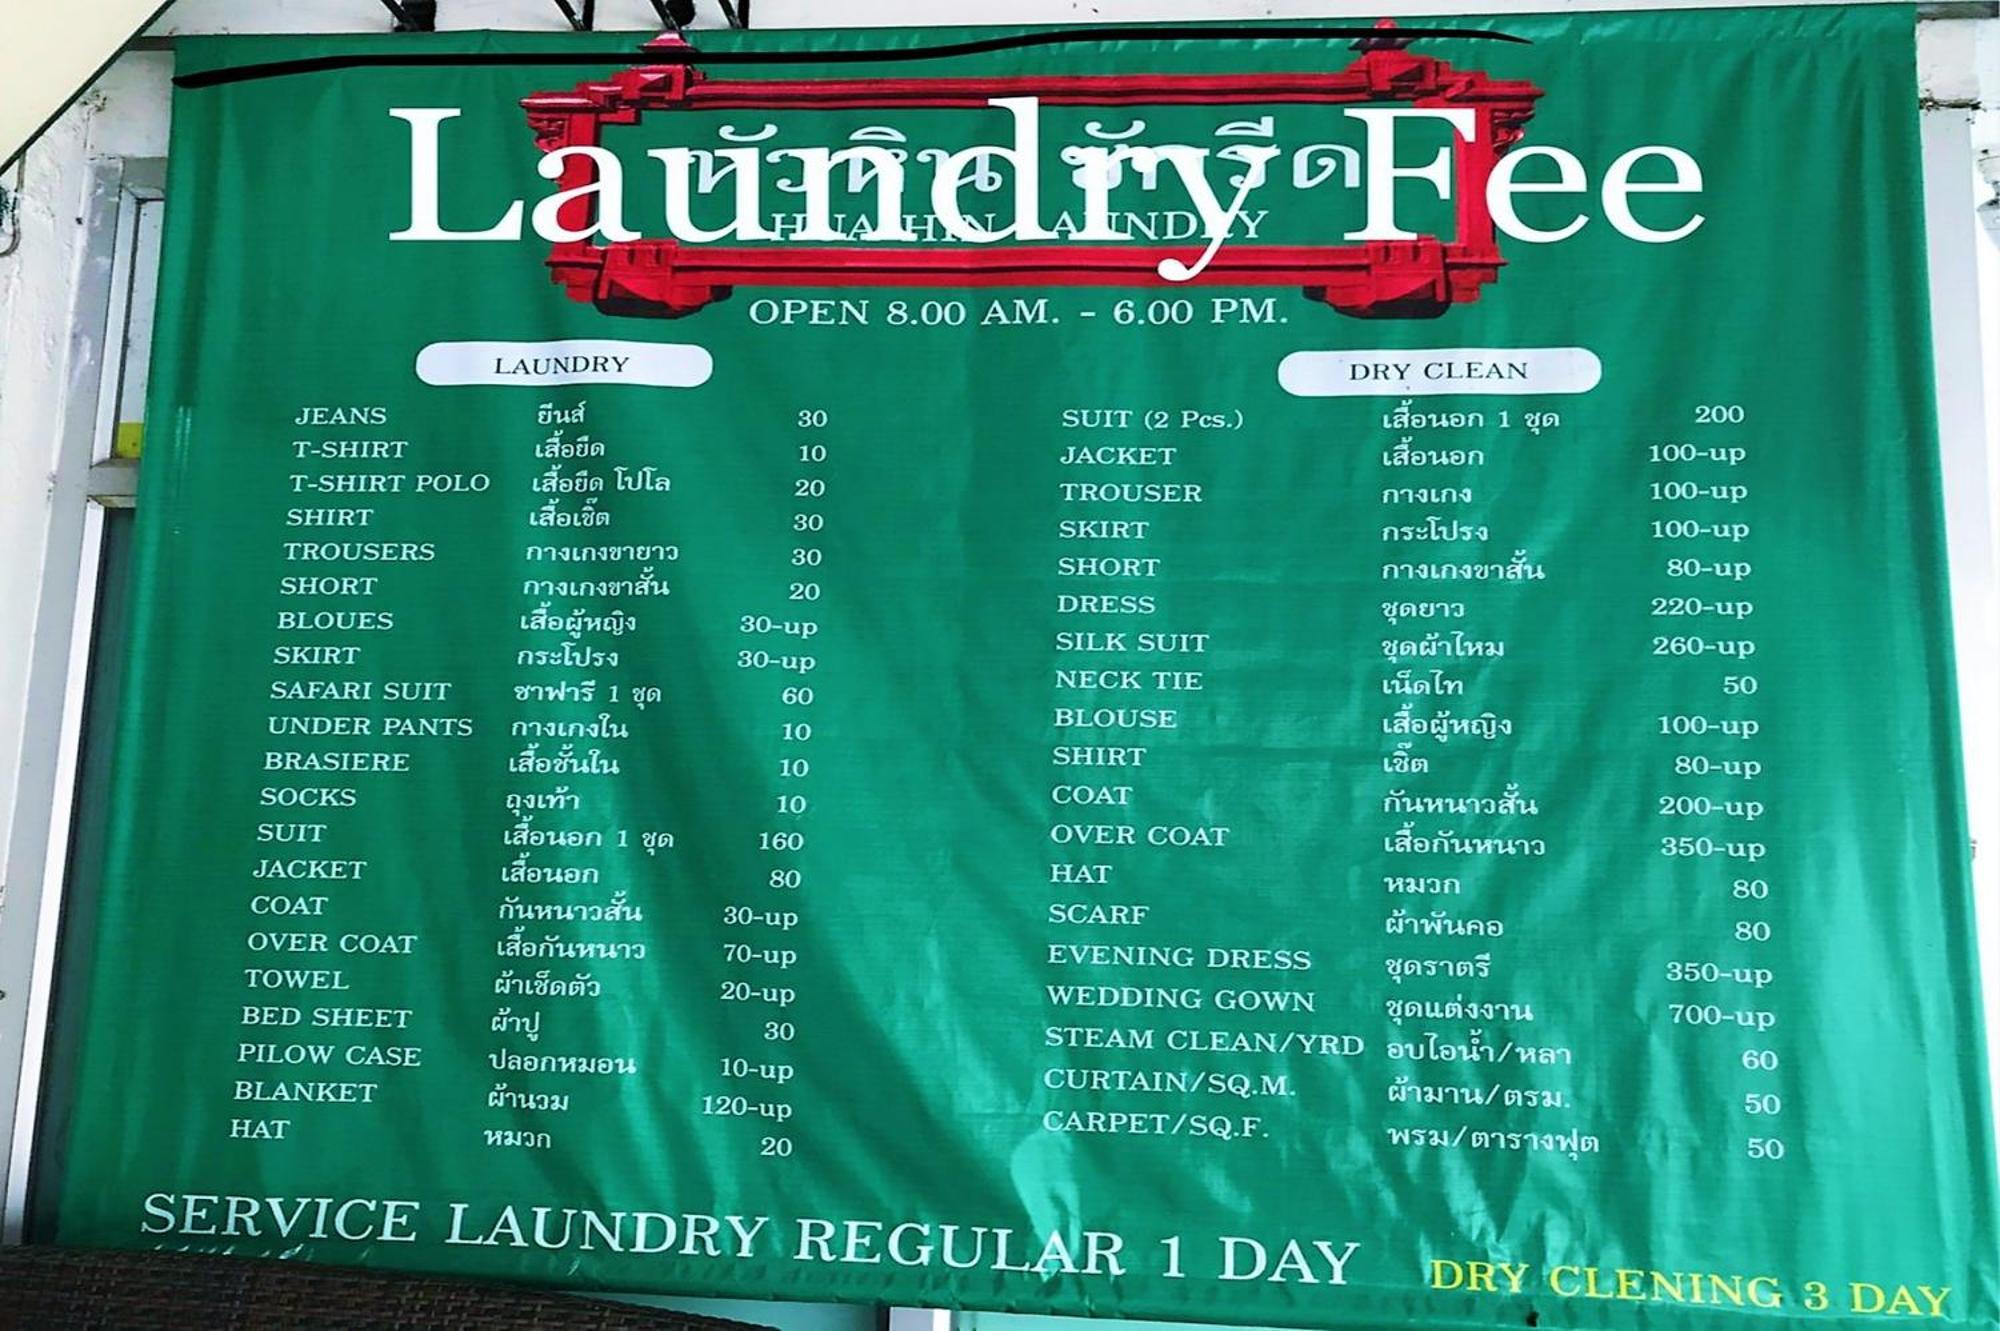 Laundry Fee
หัวหิน ซักรีด
HUA HIN LAUNDRY
OPEN 8.00 AM. - 6.00 PM.
LAUNDRY
JEANS ยีนส์ 30
T-SHIRT เสื้อยืด 10
T-SHIRT POLO เสื้อยืด โปโล 20
SHIRT เสื้อเชิ๊ต 30
TROUSERS กางเกงขายาว 30
SHORT กางเกงขาสั้น 20
BLOUES เสื้อผู้หญิง 30-up
SKIRT กระโปรง 30-up
SAFARI SUIT ซาฟารี 1 ชุด 60
UNDER PANTS กางเกงใน 10
BRASIERE เสื้อชั้นใน 10
SOCKS ถุงเท้า 10
SUIT เสื้อนอก 1 ชุด 160
JACKET เสื้อนอก 80
COAT กันหนาวสั้น 30-up
OVER COAT เสื้อกันหนาว 70-up
TOWEL ผ้าเช็ดตัว 20-up
BED SHEET ผ้าปู 30
PILOW CASE ปลอกหมอน 10-up
BLANKET ผ้านวม 120-up
HAT หมวก 20
DRY CLEAN
SUIT (2 Pcs.) เสื้อนอก 1 ชุด 200
JACKET เสื้อนอก 100-up
TROUSER กางเกง 100-up
SKIRT กระโปรง 100-up
SHORT กางเกงขาสั้น 80-up
DRESS ชุดยาว 220-up
SILK SUIT ชุดผ้าไหม 260-up
NECK TIE เน็ดไท 50
BLOUSE เสื้อผู้หญิง 100-up
SHIRT เชิ๊ต 80-up
COAT กันหนาวสั้น 200-up
OVER COAT เสื้อกันหนาว 350-up
HAT หมวก 80
SCARF ผ้าพันคอ 80
EVENING DRESS ชุดราตรี 350-up
WEDDING GOWN ชุดแต่งงาน 700-up
STEAM CLEAN/YRD อบไอน้ำ/หลา 60
CURTAIN/SQ.M. ผ้ามาน/ตรม. 50
CARPET/SQ.F. พรม/ตารางฟุต 50
SERVICE LAUNDRY REGULAR 1 DAY
DRY CLENING 3 DAY